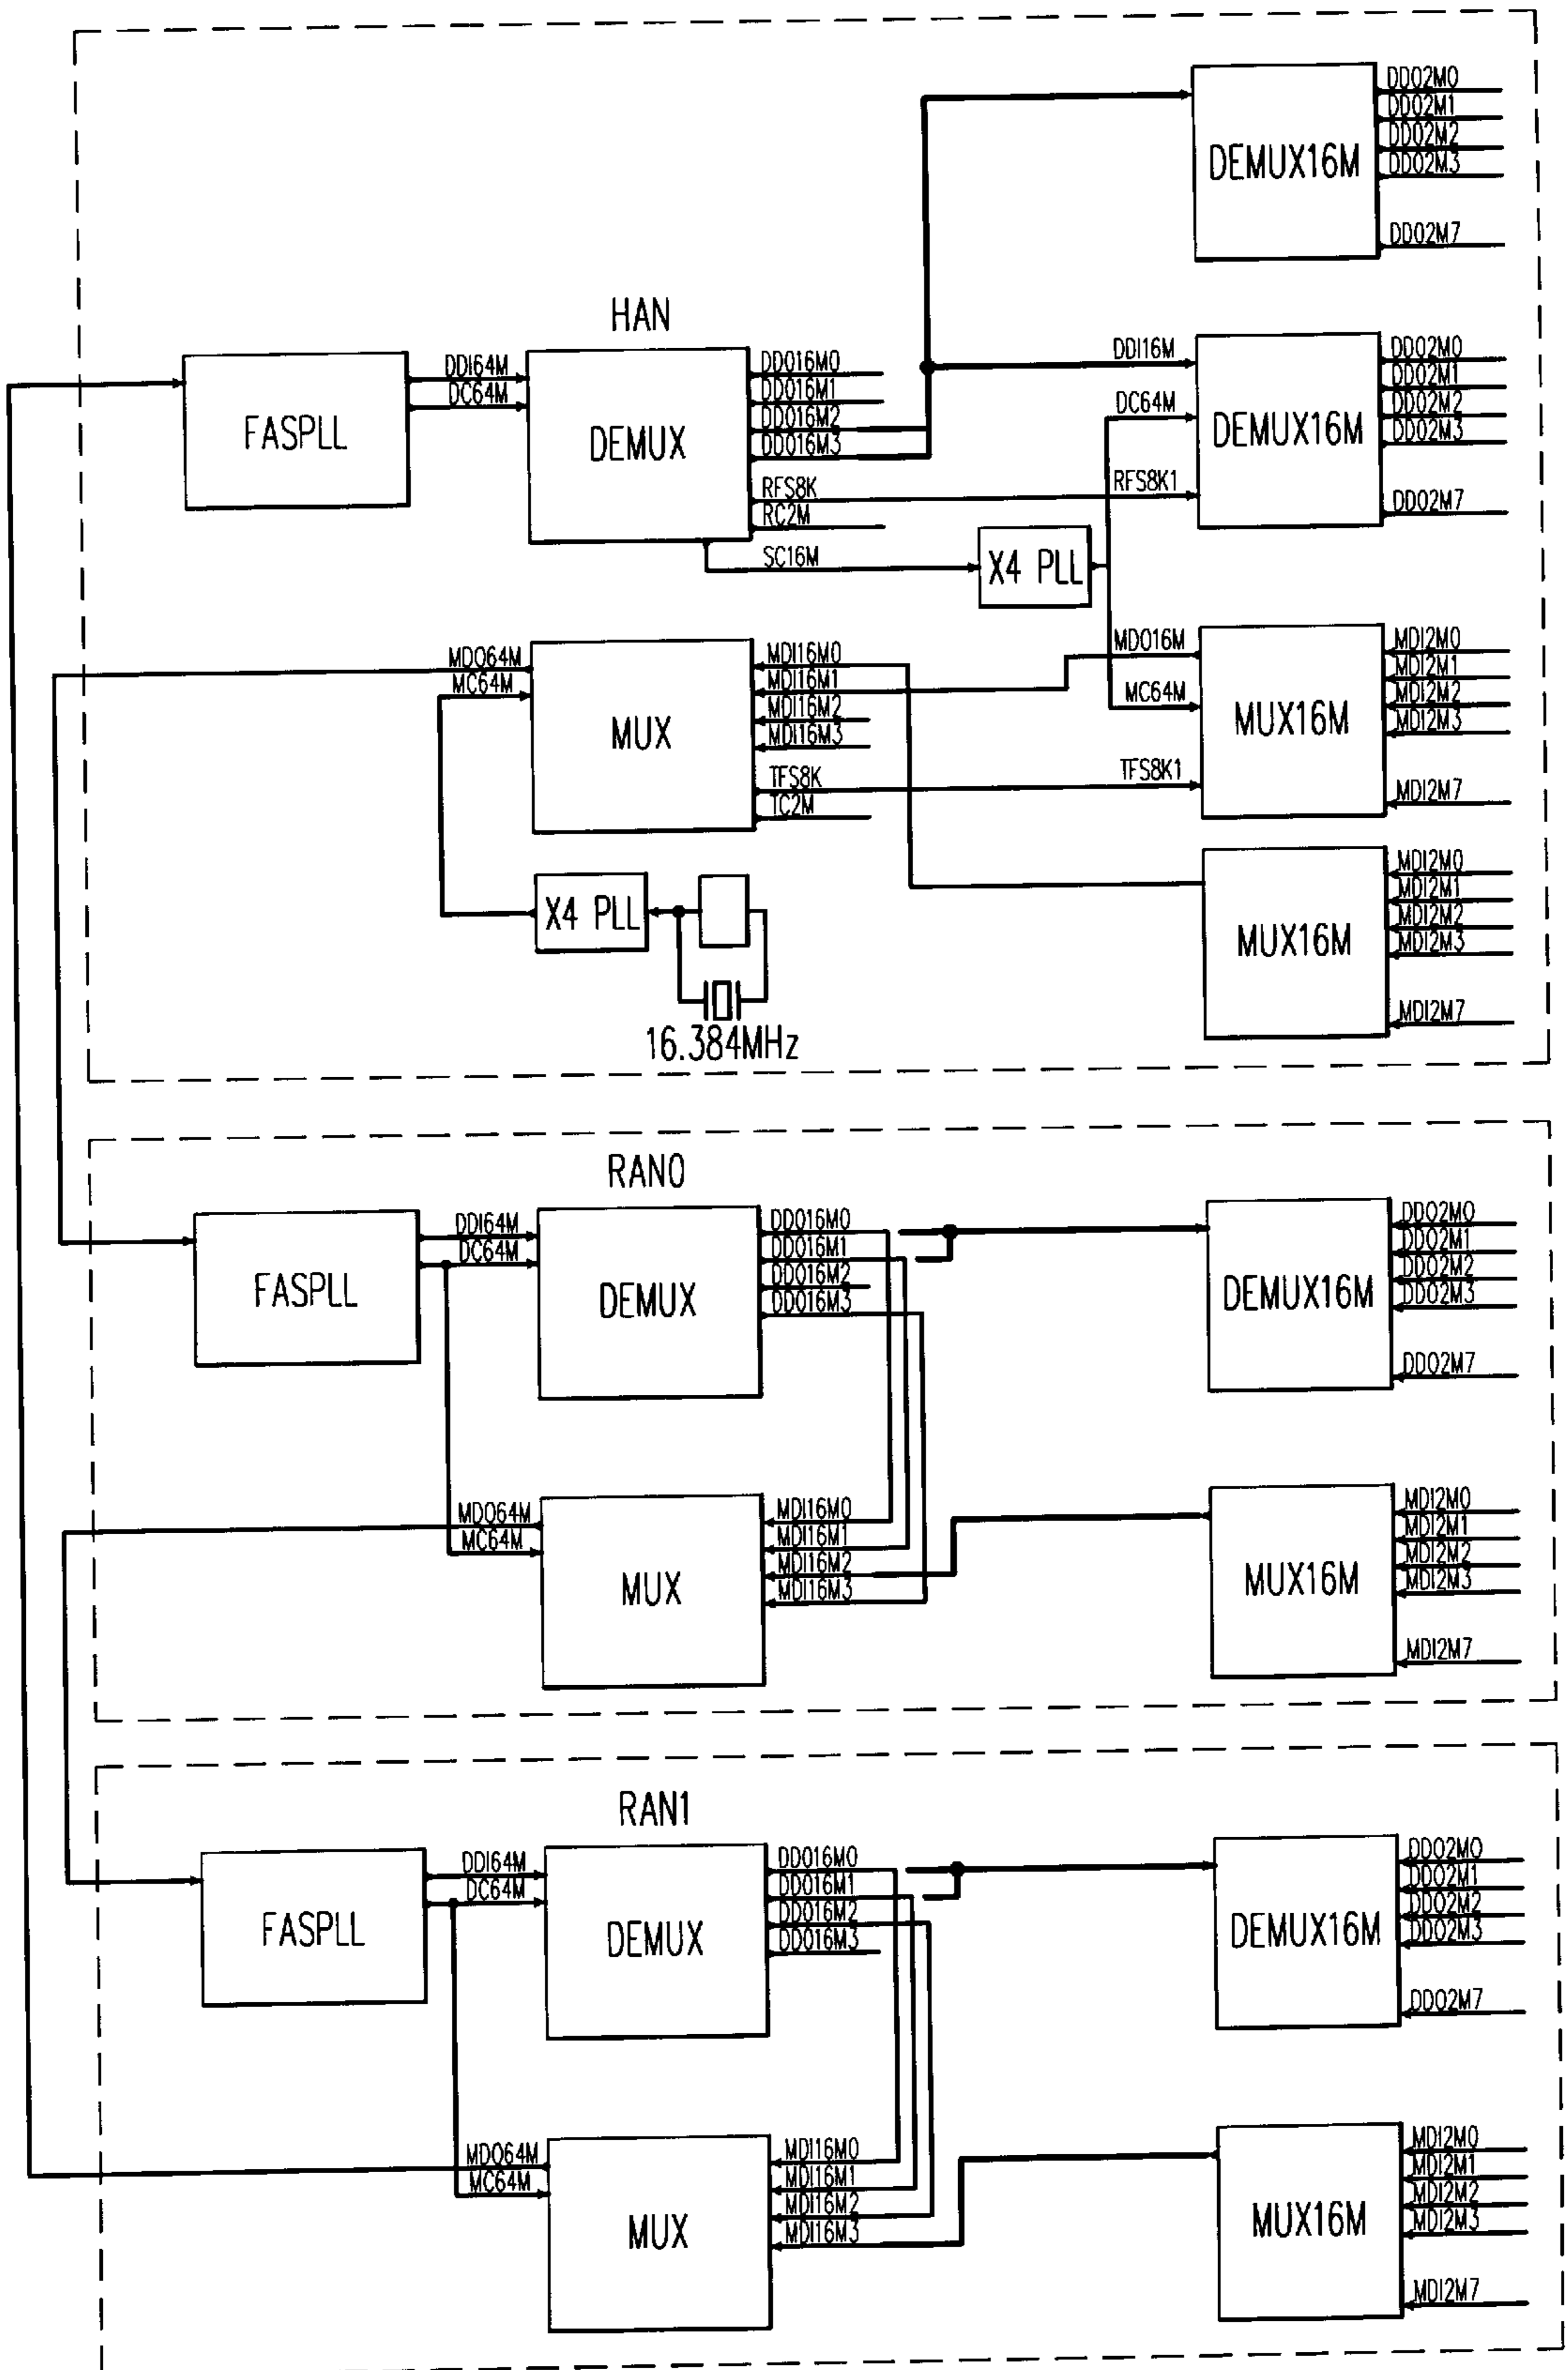 DDO2M0
DDO2M1
DDO2M2
DDO2M3
DEMUX16M
DDO2M7
HAN
DDI64M
DC64M
FASPLL
DEMUX
DDO16M0
DDO16M1
DDO16M2
DDO16M3
RFS8K
RC2M
SC16M
DDI16M
DC64M
RFS8K1
DEMUX16M
DDO2M0
DDO2M1
DDO2M2
DDO2M3
DDO2M7
X4 PLL
MDO64M
MC64M
MUX
MDI16M0
MDI16M1
MDI16M2
MDI16M3
TFS8K
TC2M
MDO16M
MC64M
TFS8K1
MUX16M
MDI2M0
MDI2M1
MDI2M2
MDI2M3
MDI2M7
X4 PLL
16.384MHz
MUX16M
MDI2M0
MDI2M1
MDI2M2
MDI2M3
MDI2M7
RAN0
FASPLL
DDI64M
DC64M
DEMUX
DDO16M0
DDO16M1
DDO16M2
DDO16M3
DEMUX16M
DDO2M0
DDO2M1
DDO2M2
DDO2M3
DDO2M7
MDO64M
MC64M
MUX
MDI16M0
MDI16M1
MDI16M2
MDI16M3
MUX16M
MDI2M0
MDI2M1
MDI2M2
MDI2M3
MDI2M7
RAN1
FASPLL
DDI64M
DC64M
DEMUX
DDO16M0
DDO16M1
DDO16M2
DDO16M3
DEMUX16M
DDO2M0
DDO2M1
DDO2M2
DDO2M3
DDO2M7
MDO64M
MC64M
MUX
MDI16M0
MDI16M1
MDI16M2
MDI16M3
MUX16M
MDI2M0
MDI2M1
MDI2M2
MDI2M3
MDI2M7